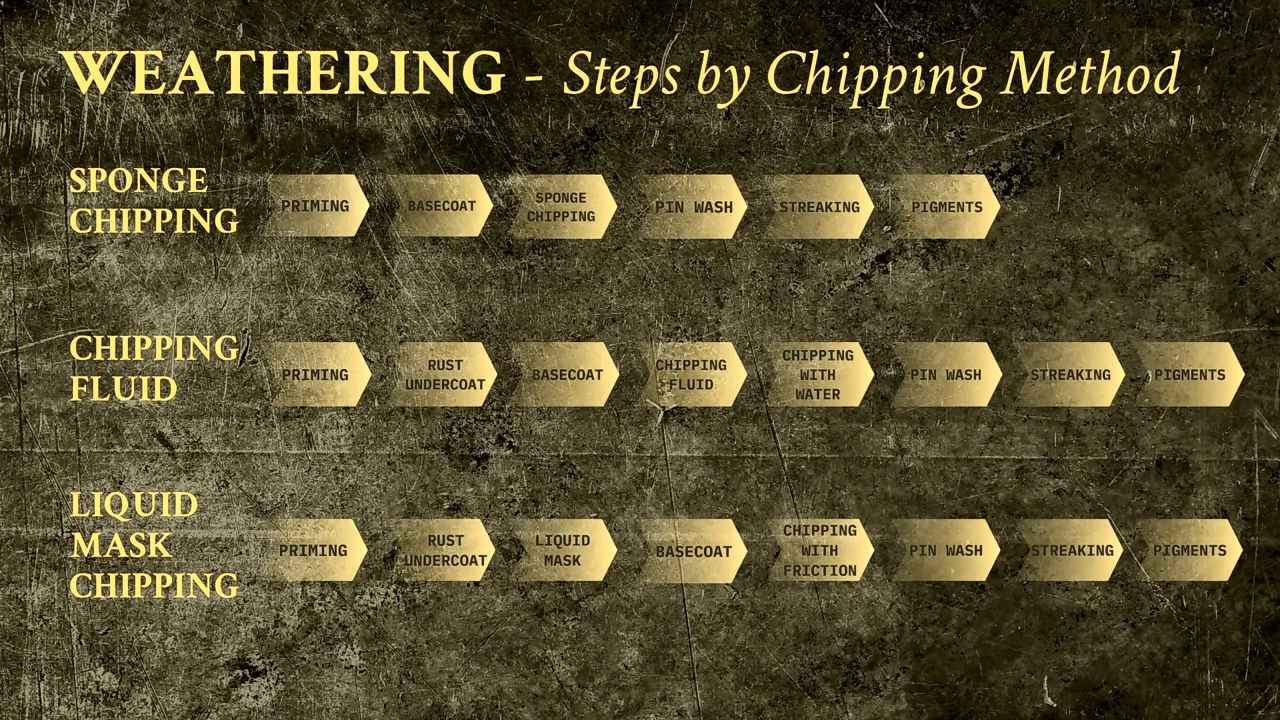 WEATHERING - Steps by Chipping Method
SPONGE
CHIPPING
PRIMING
BASECOAT
SPONGE
CHIPPING
PIN WASH
STREAKING
PIGMENTS
CHIPPING
FLUID
PRIMING
RUST
UNDERCOAT
BASECOAT
CHIPPING
FLUID
CHIPPING
WITH
WATER
PIN WASH
STREAKING
PIGMENTS
LIQUID
MASK
CHIPPING
PRIMING
RUST
UNDERCOAT
LIQUID
MASK
BASECOAT
CHIPPING
WITH
FRICTION
PIN WASH
STREAKING
PIGMENTS